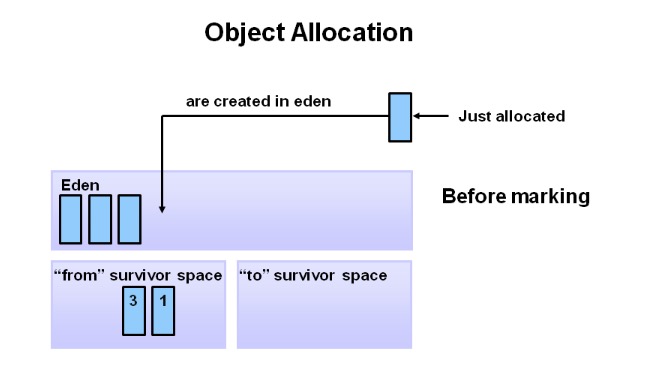 Object Allocation
are created in eden
Just allocated
Eden
Before marking
“from” survivor space
“to” survivor space
3
1